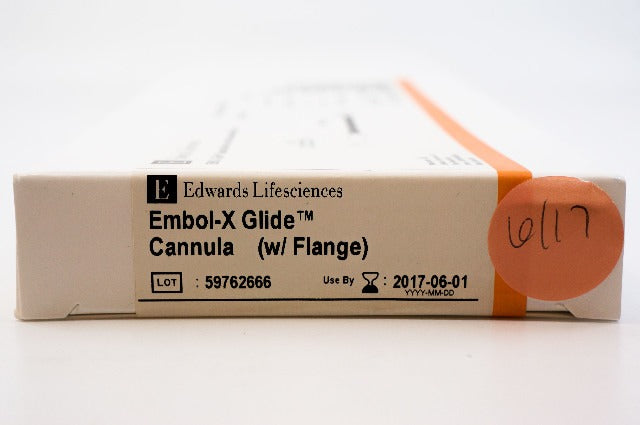 E Edwards Lifesciences
Embol-X Glide™
Cannula (w/ Flange)
LOT : 59762666 Use By : 2017-06-01
YYYY-MM-DD
6/17